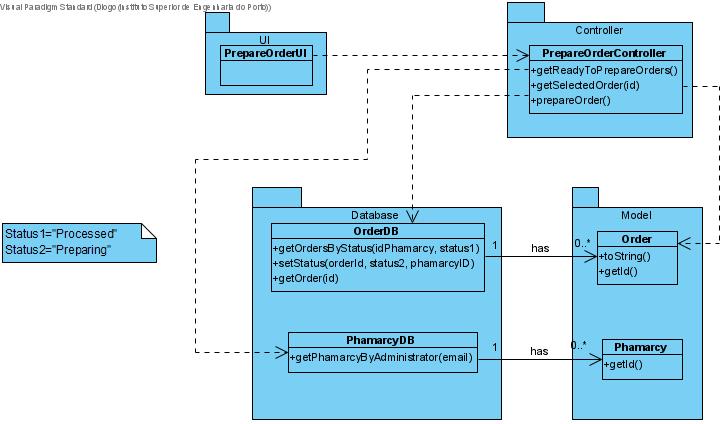 Visual Paradigm Standard (Diogo(Instituto Superior de Engenharia do Porto))
UI
PrepareOrderUI
Controller
PrepareOrderController
+getReadyToPrepareOrders()
+getSelectedOrder(id)
+prepareOrder()
Status1="Processed"
Status2="Preparing"
Database
OrderDB
+getOrdersByStatus(idPhamarcy, status1)
+setStatus(orderId, status2, phamarcyID)
+getOrder(id)
1
has
0..*
Model
Order
+toString()
+getId()
PhamarcyDB
+getPhamarcyByAdministrator(email)
1
has
0..*
Phamarcy
+getId()